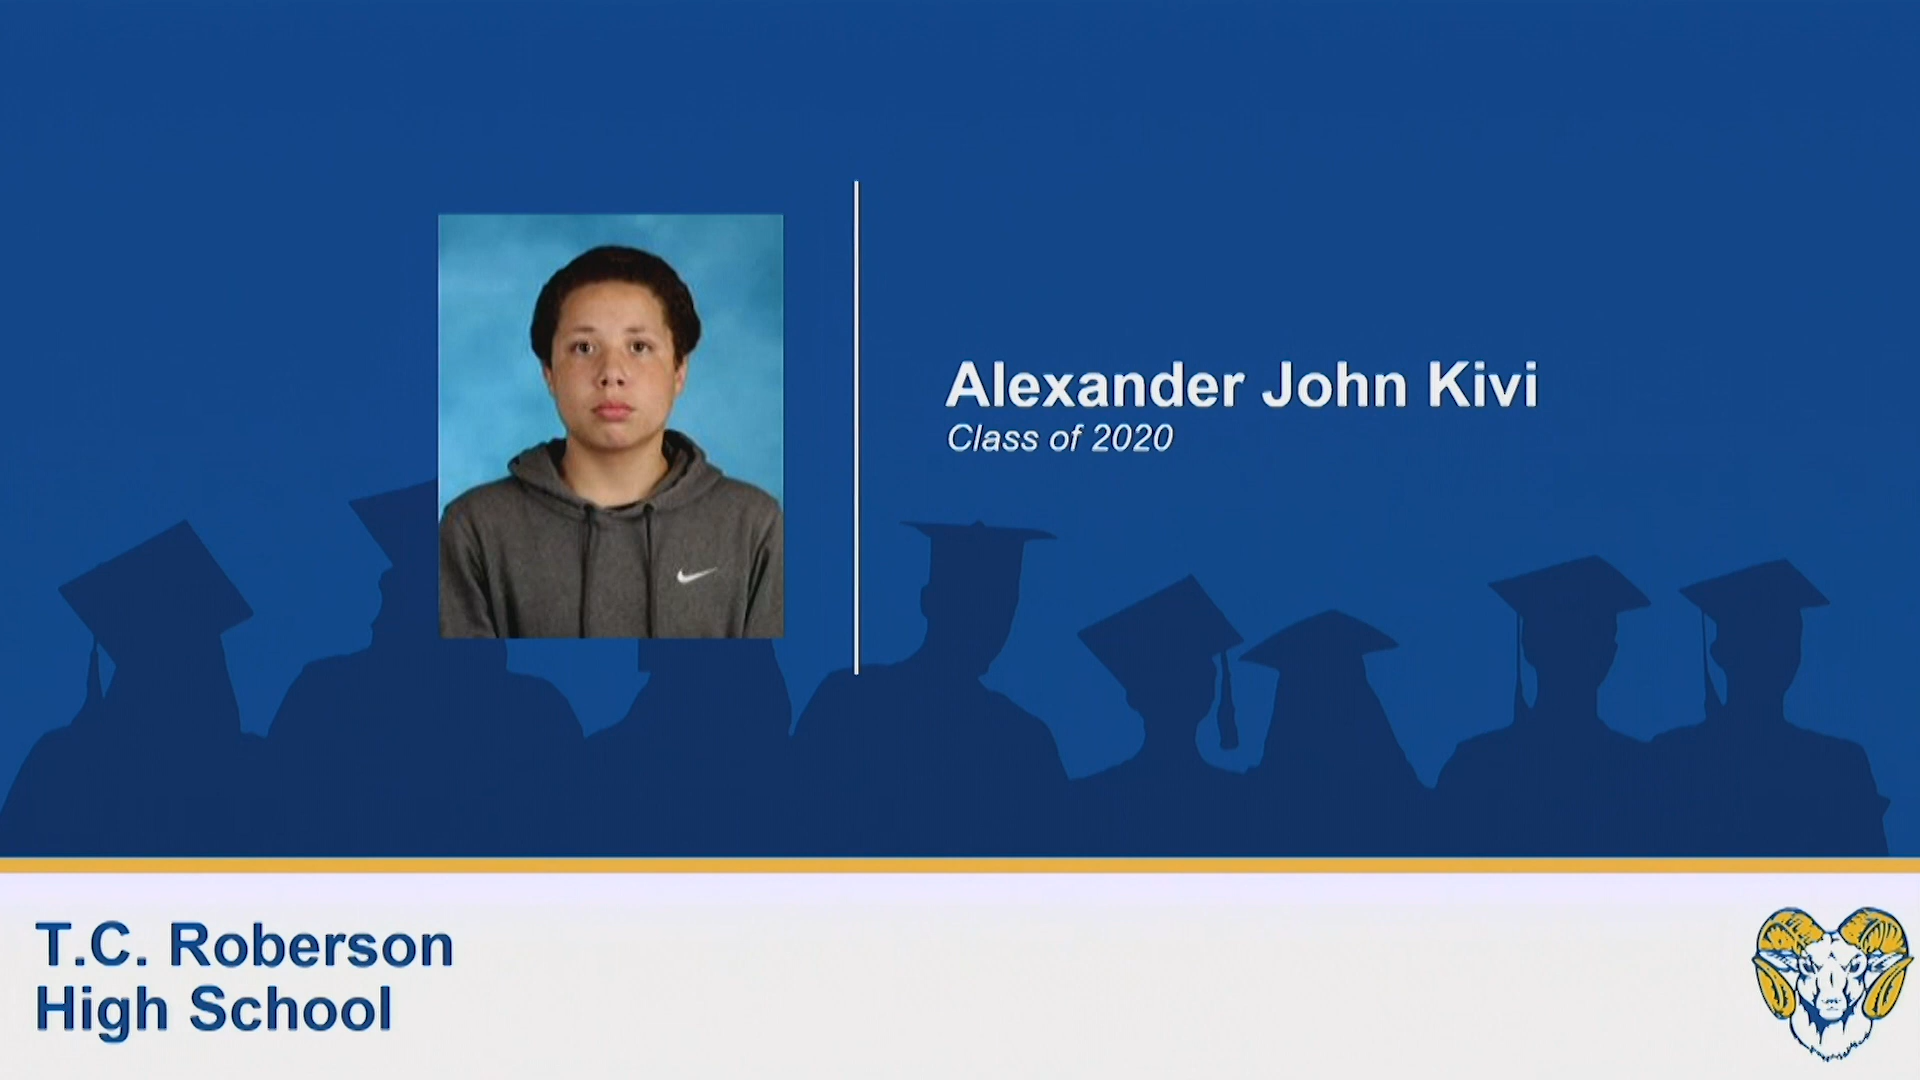 Alexander John Kivi
Class of 2020
T.C. Roberson
High School